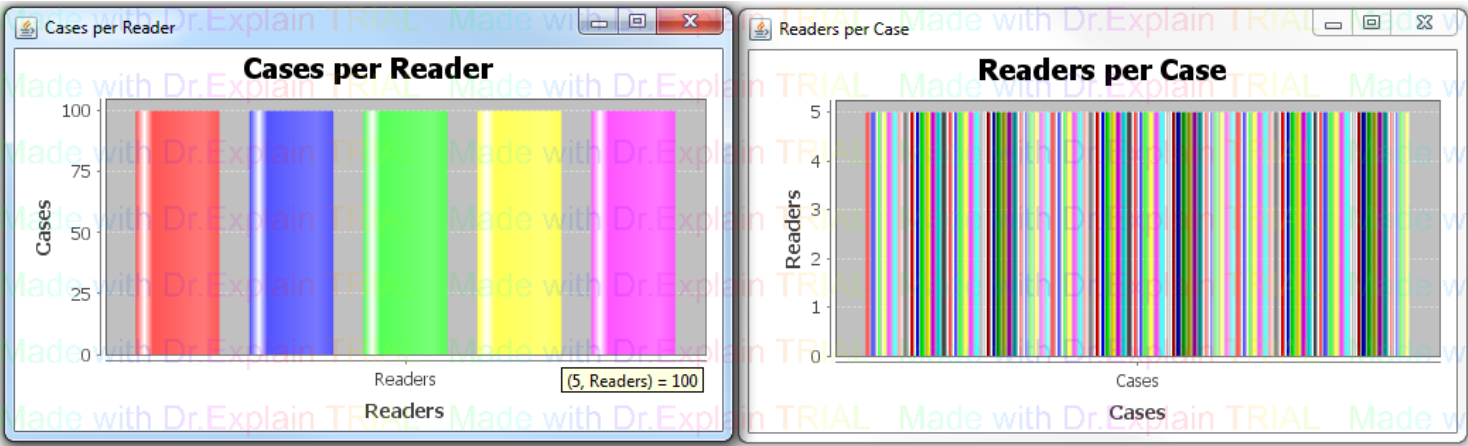 Cases per Reader
Cases per Reader
100
75
50
25
0
Cases
Readers
(5, Readers) = 100
Readers
Readers per Case
Readers per Case
5
4
3
2
1
0
Readers
Cases
Cases
Made with Dr.Explain TRIAL